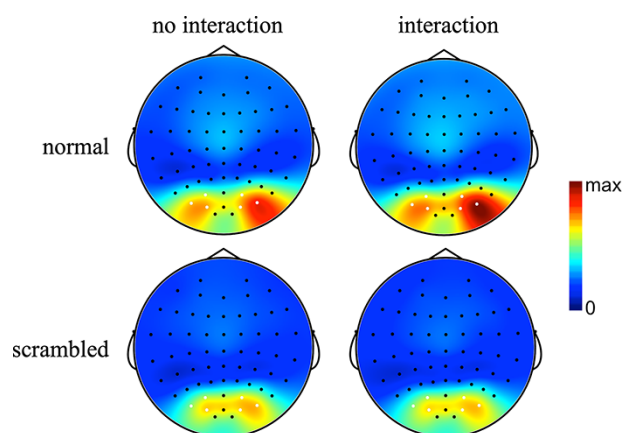 no interaction
interaction
normal
max
0
scrambled